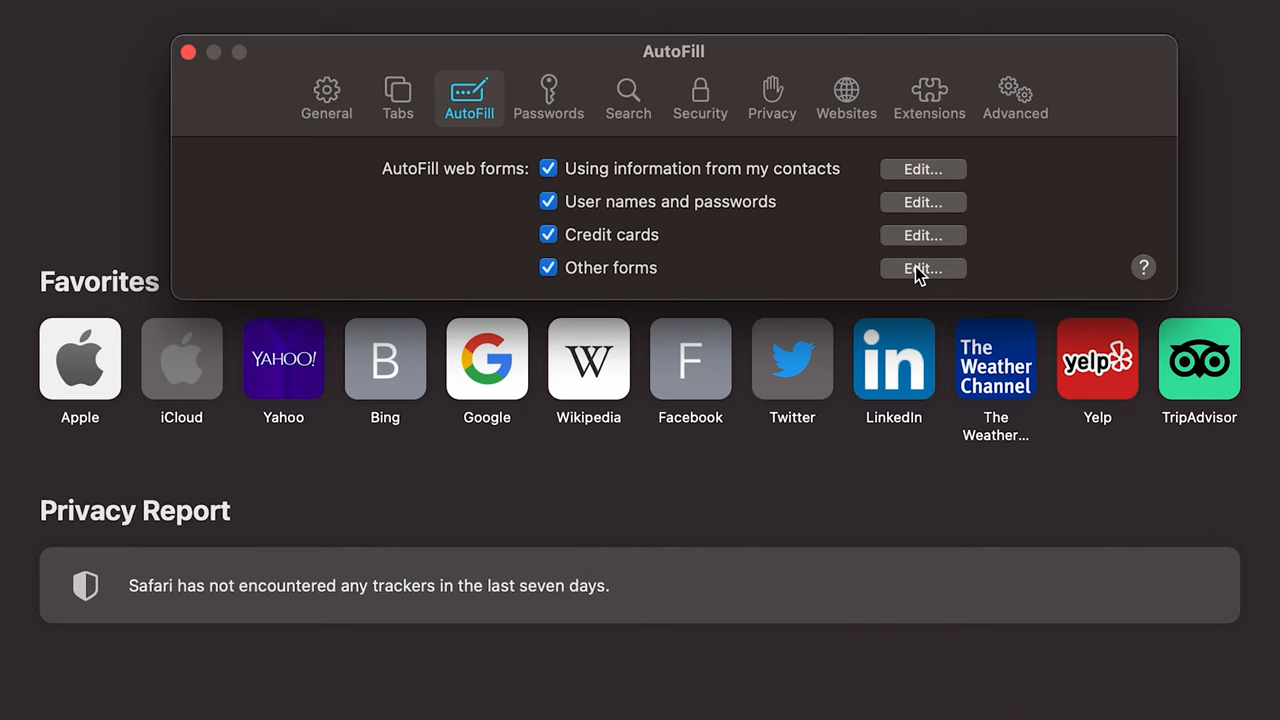 AutoFill
General Tabs AutoFill Passwords Search Security Privacy Websites Extensions Advanced
AutoFill web forms: Using information from my contacts Edit...
User names and passwords Edit...
Credit cards Edit...
Other forms Edit... ?
Favorites
YAHOO! B G W F in The Weather Channel yelp
Apple iCloud Yahoo Bing Google Wikipedia Facebook Twitter LinkedIn The Weather... Yelp TripAdvisor
Privacy Report
Safari has not encountered any trackers in the last seven days.